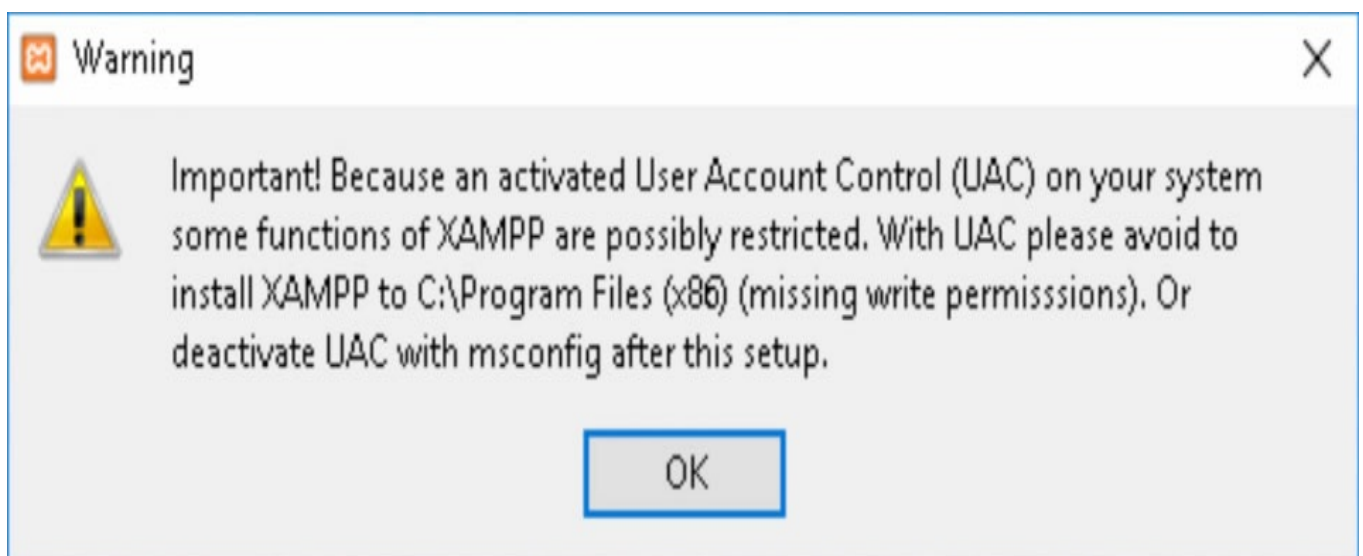 Warning
Important! Because an activated User Account Control (UAC) on your system
some functions of XAMPP are possibly restricted. With UAC please avoid to
install XAMPP to C:\Program Files (x86) (missing write permisssions). Or
deactivate UAC with msconfig after this setup.
OK